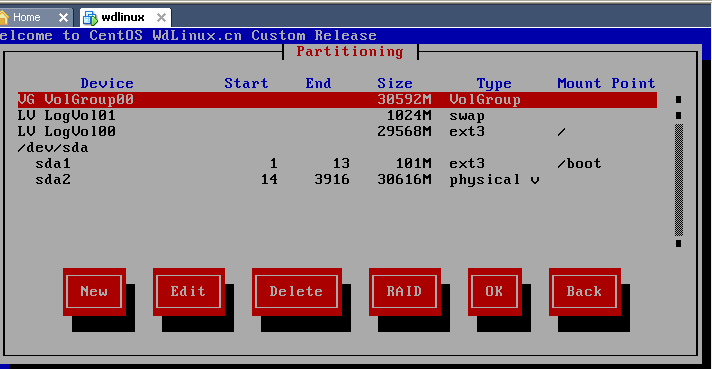 Home wdlinux
elcome to CentOS WdLinux.cn Custom Release
Partitioning
Device Start End Size Type Mount Point
VG VolGroup00 30592M VolGroup
LV LogVol01 1024M swap
LV LogVol00 29568M ext3 /
/dev/sda
sda1 1 13 101M ext3 /boot
sda2 14 3916 30616M physical v
New Edit Delete RAID OK Back